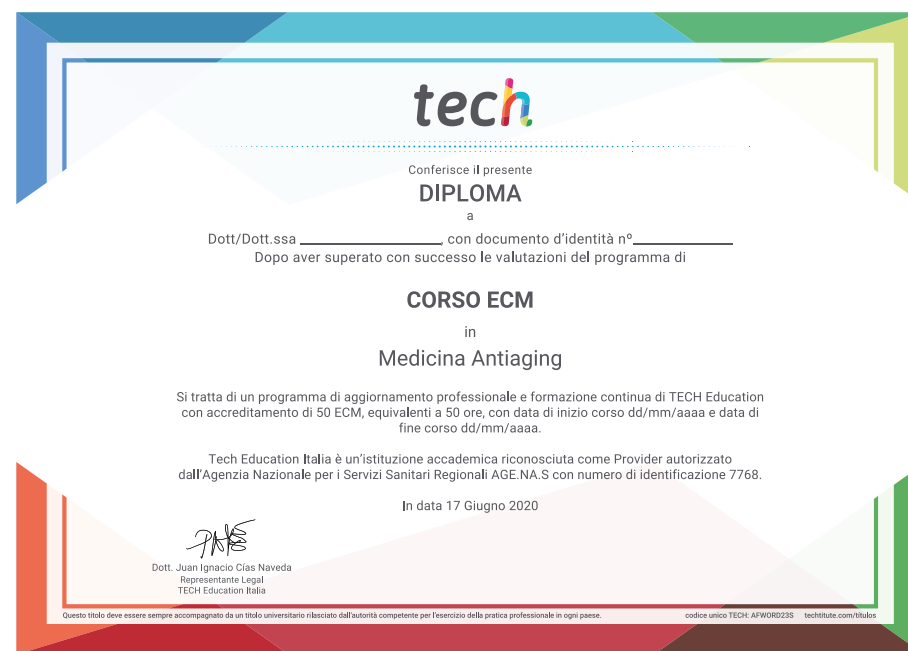 tech
Conferisce il presente
DIPLOMA
a
Dott/Dott.ssa ____________________, con documento d'identità nº______________
Dopo aver superato con successo le valutazioni del programma di
CORSO ECM
in
Medicina Antiaging
Si tratta di un programma di aggiornamento professionale e formazione continua di TECH Education
con accreditamento di 50 ECM, equivalenti a 50 ore, con data di inizio corso dd/mm/aaaa e data di
fine corso dd/mm/aaaa.
Tech Education Italia è un'istituzione accademica riconosciuta come Provider autorizzato
dall'Agenzia Nazionale per i Servizi Sanitari Regionali AGE.NA.S con numero di identificazione 7768.
In data 17 Giugno 2020
Dott. Juan Ignacio Cías Naveda
Representante Legal
TECH Education Italia
Questo titolo deve essere sempre accompagnato da un titolo universitario rilasciato dall'autorità competente per l'esercizio della pratica professionale in ogni paese. codice unico TECH: AFWORD23S techtitute.com/titulos